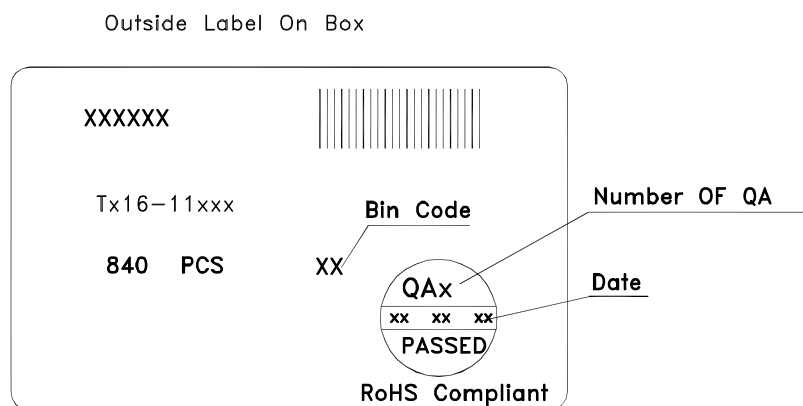 Outside Label On Box
XXXXXX
Tx16-11xxx
Bin Code
Number OF QA
840 PCS
XX
QAx
Date
xx xx xx
PASSED
RoHS Compliant